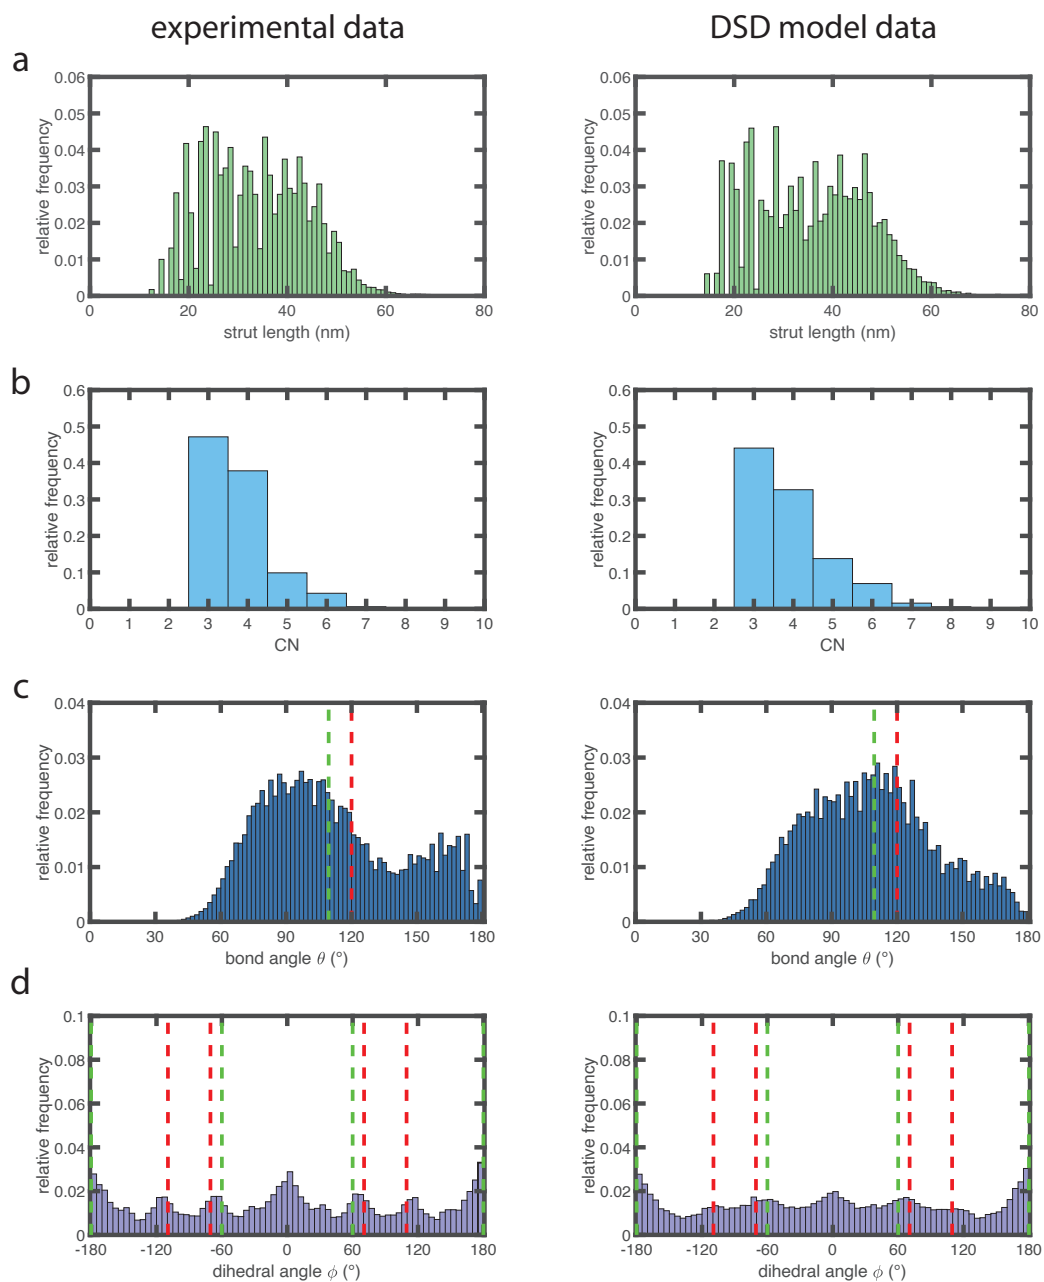 experimental data
DSD model data
a
0.06
0.05
0.04
0.03
0.02
0.01
0
relative frequency
0 20 40 60 80
strut length (nm)
0.06
0.05
0.04
0.03
0.02
0.01
0
relative frequency
0 20 40 60 80
strut length (nm)
b
0.6
0.5
0.4
0.3
0.2
0.1
0
relative frequency
0 1 2 3 4 5 6 7 8 9 10
CN
0.6
0.5
0.4
0.3
0.2
0.1
0
relative frequency
0 1 2 3 4 5 6 7 8 9 10
CN
c
0.04
0.03
0.02
0.01
0
relative frequency
0 30 60 90 120 150 180
bond angle θ (°)
0.04
0.03
0.02
0.01
0
relative frequency
0 30 60 90 120 150 180
bond angle θ (°)
d
0.1
0.08
0.06
0.04
0.02
0
relative frequency
-180 -120 -60 0 60 120 180
dihedral angle ϕ (°)
0.1
0.08
0.06
0.04
0.02
0
relative frequency
-180 -120 -60 0 60 120 180
dihedral angle ϕ (°)